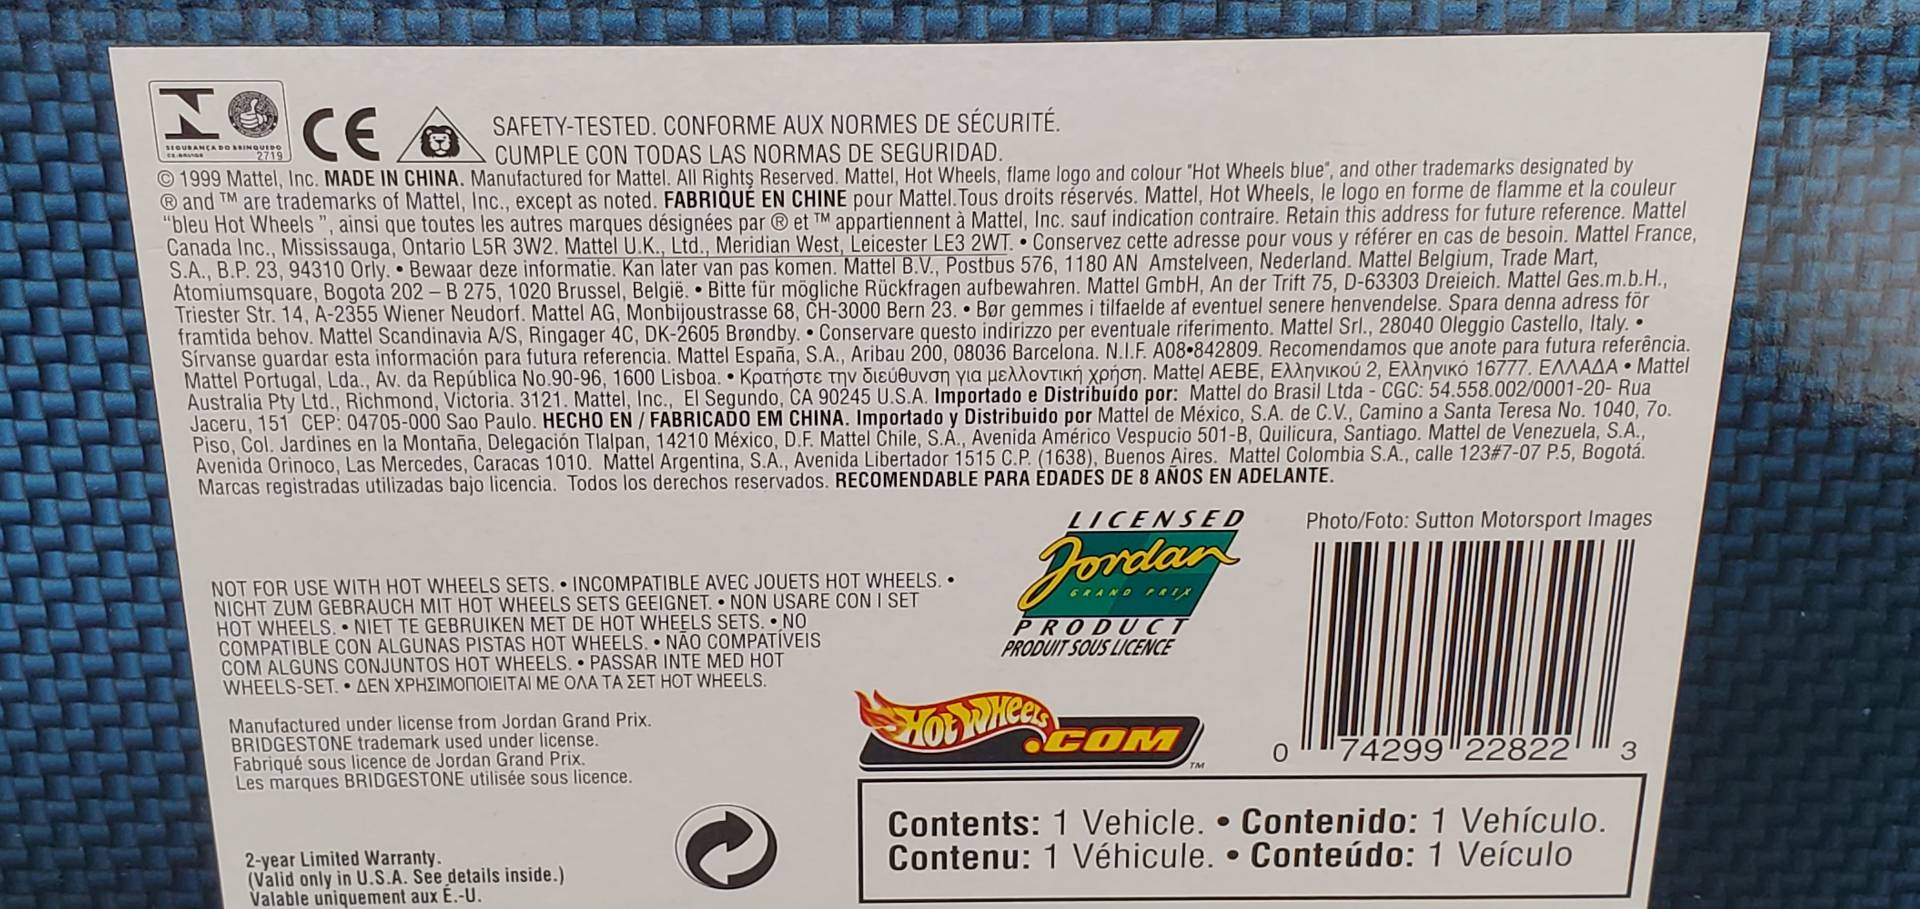 SEGURANÇA DO BRINQUEDO
2719
CE
SAFETY-TESTED. CONFORME AUX NORMES DE SÉCURITÉ.
CUMPLE CON TODAS LAS NORMAS DE SEGURIDAD.
© 1999 Mattel, Inc. MADE IN CHINA. Manufactured for Mattel. All Rights Reserved. Mattel, Hot Wheels, flame logo and colour "Hot Wheels blue", and other trademarks designated by
® and ™ are trademarks of Mattel, Inc., except as noted. FABRIQUÉ EN CHINE pour Mattel.Tous droits réservés. Mattel, Hot Wheels, le logo en forme de flamme et la couleur
“bleu Hot Wheels ”, ainsi que toutes les autres marques désignées par ® et ™ appartiennent à Mattel, Inc. sauf indication contraire. Retain this address for future reference. Mattel
Canada Inc., Mississauga, Ontario L5R 3W2. Mattel U.K., Ltd., Meridian West, Leicester LE3 2WT. • Conservez cette adresse pour vous y référer en cas de besoin. Mattel France,
S.A., B.P. 23, 94310 Orly. • Bewaar deze informatie. Kan later van pas komen. Mattel B.V., Postbus 576, 1180 AN Amstelveen, Nederland. Mattel Belgium, Trade Mart,
Atomiumsquare, Bogota 202 – B 275, 1020 Brussel, België. • Bitte für mögliche Rückfragen aufbewahren. Mattel GmbH, An der Trift 75, D-63303 Dreieich. Mattel Ges.m.b.H.,
Triester Str. 14, A-2355 Wiener Neudorf. Mattel AG, Monbijoustrasse 68, CH-3000 Bern 23. • Bør gemmes i tilfaelde af eventuel senere henvendelse. Spara denna adress för
framtida behov. Mattel Scandinavia A/S, Ringager 4C, DK-2605 Brøndby. • Conservare questo indirizzo per eventuale riferimento. Mattel Srl., 28040 Oleggio Castello, Italy. •
Sírvanse guardar esta información para futura referencia. Mattel España, S.A., Aribau 200, 08036 Barcelona. N.I.F. A08•842809. Recomendamos que anote para futura referência.
Mattel Portugal, Lda., Av. da República No.90-96, 1600 Lisboa. • Κρατήστε την διεύθυνση για μελλοντική χρήση. Mattel AEBE, Ελληνικού 2, Ελληνικό 16777. ΕΛΛΑΔΑ • Mattel
Australia Pty Ltd., Richmond, Victoria. 3121. Mattel, Inc., El Segundo, CA 90245 U.S.A. Importado e Distribuído por: Mattel do Brasil Ltda - CGC: 54.558.002/0001-20- Rua
Jaceru, 151 CEP: 04705-000 Sao Paulo. HECHO EN / FABRICADO EM CHINA. Importado y Distribuido por Mattel de México, S.A. de C.V., Camino a Santa Teresa No. 1040, 7o.
Piso, Col. Jardines en la Montaña, Delegación Tlalpan, 14210 México, D.F. Mattel Chile, S.A., Avenida Américo Vespucio 501-B, Quilicura, Santiago. Mattel de Venezuela, S.A.,
Avenida Orinoco, Las Mercedes, Caracas 1010. Mattel Argentina, S.A., Avenida Libertador 1515 C.P. (1638), Buenos Aires. Mattel Colombia S.A., calle 123#7-07 P.5, Bogotá.
Marcas registradas utilizadas bajo licencia. Todos los derechos reservados. RECOMENDABLE PARA EDADES DE 8 AÑOS EN ADELANTE.
LICENSED
Jordan
GRAND PRIX
PRODUCT
PRODUIT SOUS LICENCE
Photo/Foto: Sutton Motorsport Images
0 74299 22822 3
NOT FOR USE WITH HOT WHEELS SETS. • INCOMPATIBLE AVEC JOUETS HOT WHEELS. •
NICHT ZUM GEBRAUCH MIT HOT WHEELS SETS GEEIGNET. • NON USARE CON I SET
HOT WHEELS. • NIET TE GEBRUIKEN MET DE HOT WHEELS SETS. • NO
COMPATIBLE CON ALGUNAS PISTAS HOT WHEELS. • NÃO COMPATÍVEIS
COM ALGUNS CONJUNTOS HOT WHEELS. • PASSAR INTE MED HOT
WHEELS-SET. • ΔΕΝ ΧΡΗΣΙΜΟΠΟΙΕΙΤΑΙ ΜΕ ΟΛΑ ΤΑ ΣΕΤ HOT WHEELS.
Manufactured under license from Jordan Grand Prix.
BRIDGESTONE trademark used under license.
Fabriqué sous licence de Jordan Grand Prix.
Les marques BRIDGESTONE utilisée sous licence.
Hot Wheels
.COM
TM
2-year Limited Warranty.
(Valid only in U.S.A. See details inside.)
Valable uniquement aux É.-U.
Contents: 1 Vehicle. • Contenido: 1 Vehículo.
Contenu: 1 Véhicule. • Conteúdo: 1 Veículo